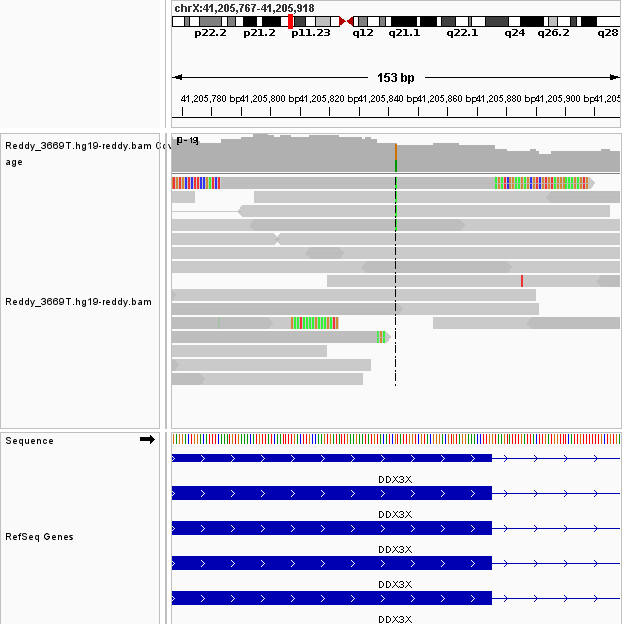 chrX:41,205,767-41,205,918
p22.2 p21.2 p11.23 q12 q21.1 q22.1 q24 q26.2 q28
153 bp
41,205,780 bp 41,205,800 bp 41,205,820 bp 41,205,840 bp 41,205,860 bp 41,205,880 bp 41,205,900 bp 41,205
[0 - 19]
Reddy_3669T.hg19-reddy.bam Cov
age
Reddy_3669T.hg19-reddy.bam
Sequence
DDX3X
DDX3X
RefSeq Genes
DDX3X
DDX3X
DDX3X